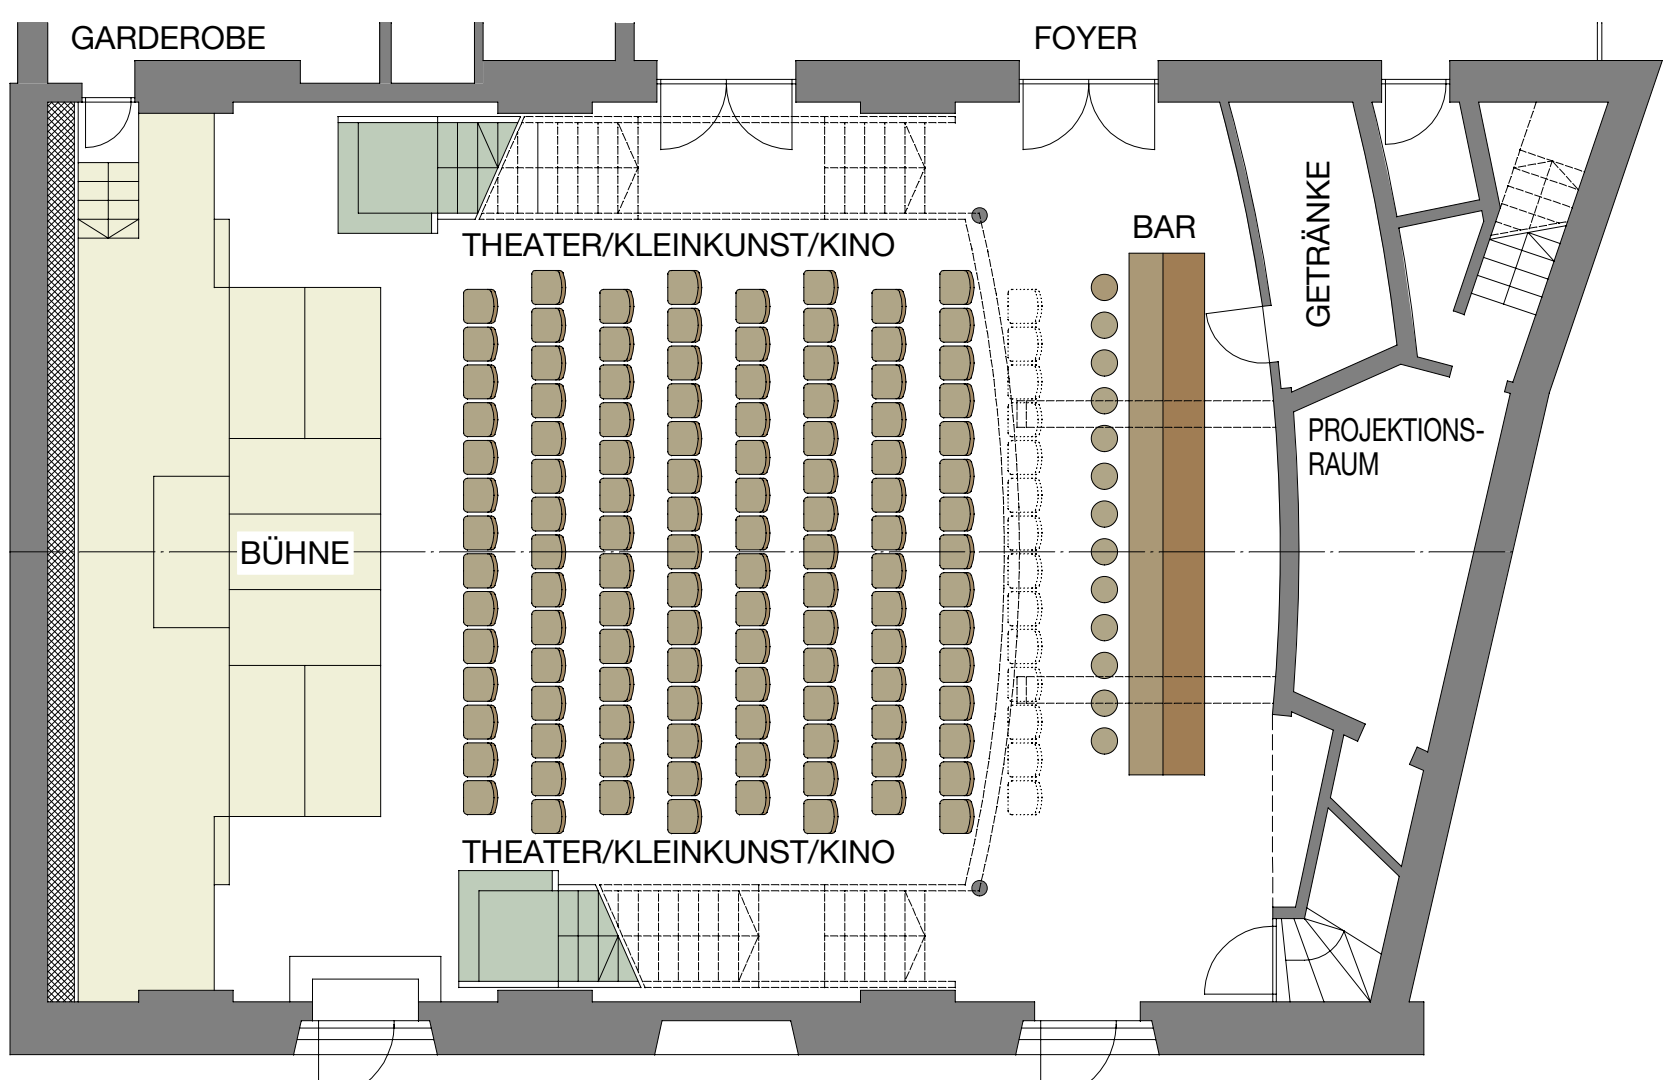 GARDEROBE
FOYER
THEATER/KLEINKUNST/KINO
BAR
GETRÄNKE
PROJEKTIONS-
RAUM
BÜHNE
THEATER/KLEINKUNST/KINO